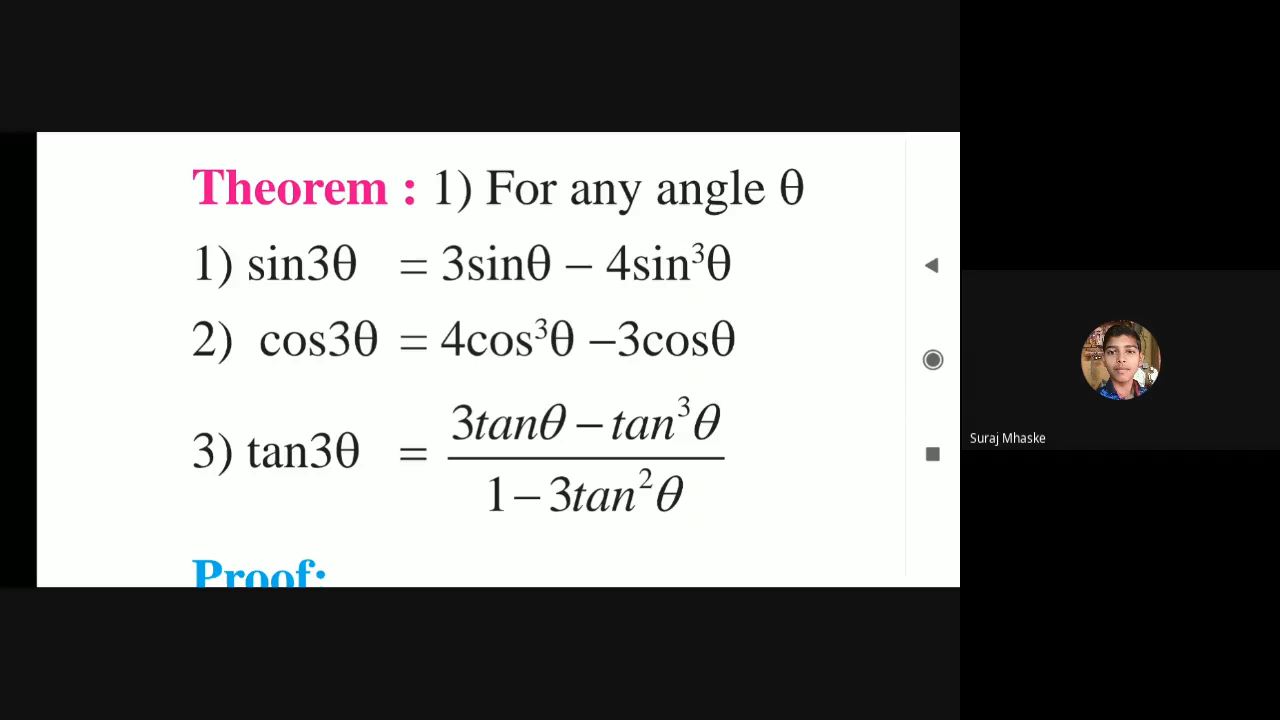 Theorem : 1) For any angle θ
1) sin3θ = 3sinθ – 4sin³θ
2) cos3θ = 4cos³θ –3cosθ
3) tan3θ = \frac{3tanθ – tan³θ}{1– 3tan²θ}
Proof:
Suraj Mhaske